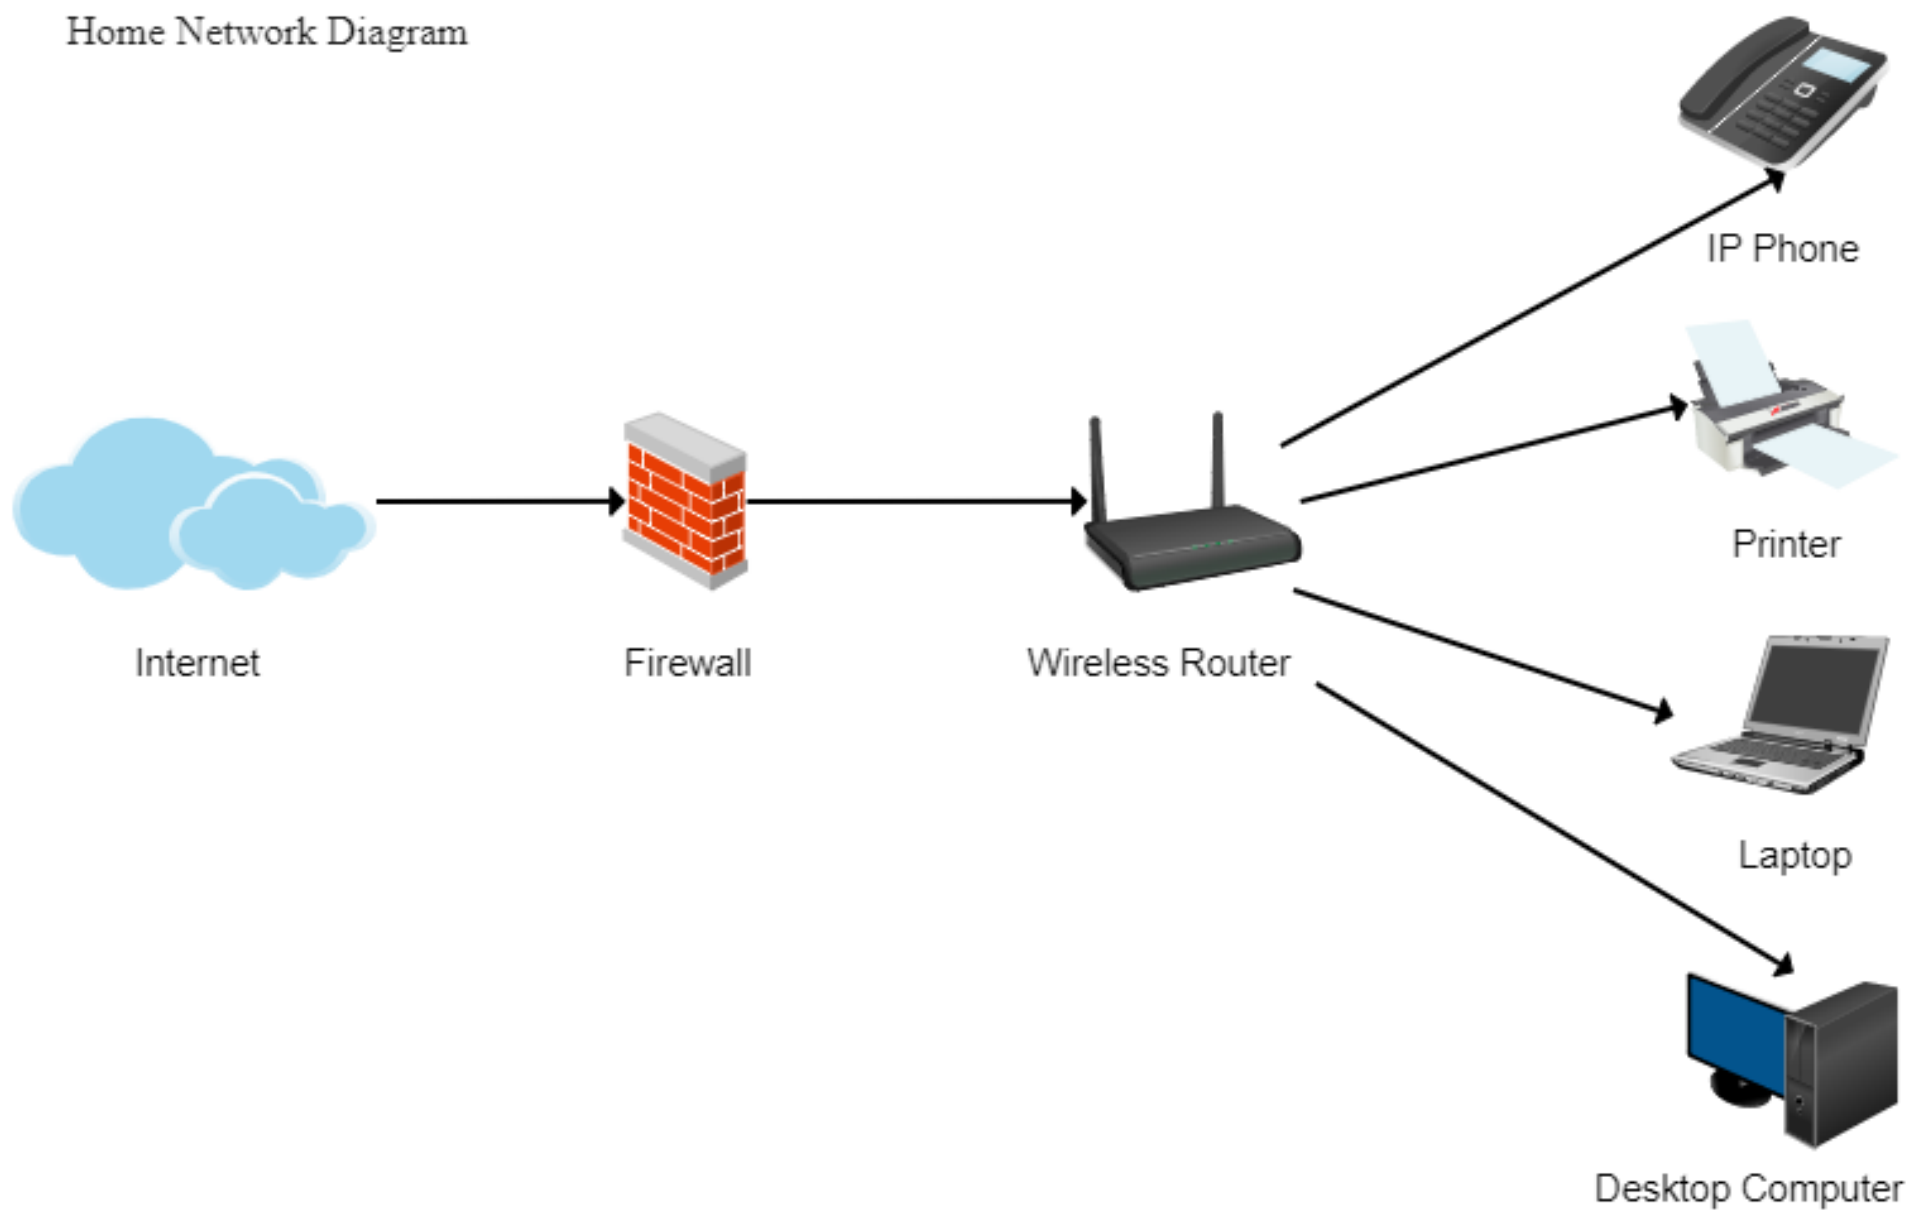 Home Network Diagram
IP Phone
Printer
Internet
Firewall
Wireless Router
Laptop
Desktop Computer